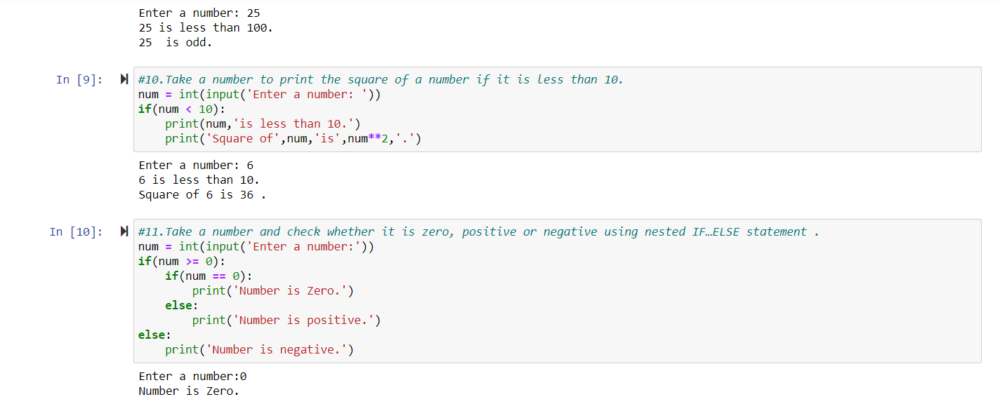 Enter a number: 25
25 is less than 100.
25  is odd.
In [9]:
#10.Take a number to print the square of a number if it is less than 10.
num = int(input('Enter a number: '))
if(num < 10):
    print(num,'is less than 10.')
    print('Square of',num,'is',num**2,'.')
Enter a number: 6
6 is less than 10.
Square of 6 is 36 .
In [10]:
#11.Take a number and check whether it is zero, positive or negative using nested IF…ELSE statement .
num = int(input('Enter a number:'))
if(num >= 0):
    if(num == 0):
        print('Number is Zero.')
    else:
        print('Number is positive.')
else:
    print('Number is negative.')
Enter a number:0
Number is Zero.